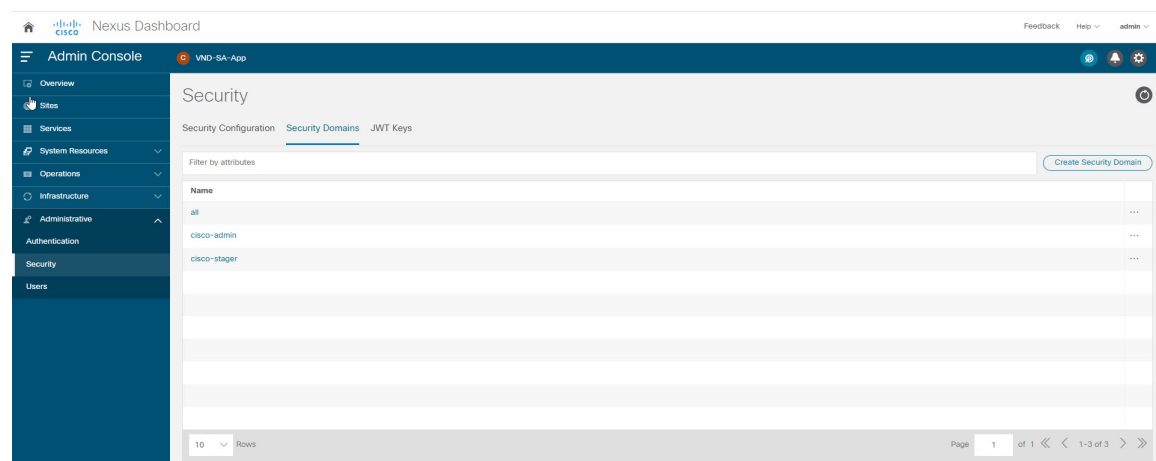 cisco Nexus Dashboard
Feedback Help admin
Admin Console
C VND-SA-App
Overview
Sites
Services
System Resources
Operations
Infrastructure
Administrative
Authentication
Security
Users
Security
Security Configuration Security Domains JWT Keys
Filter by attributes
Create Security Domain
Name
all ...
cisco-admin ...
cisco-stager ...
10 Rows
Page 1 of 1 1-3 of 3